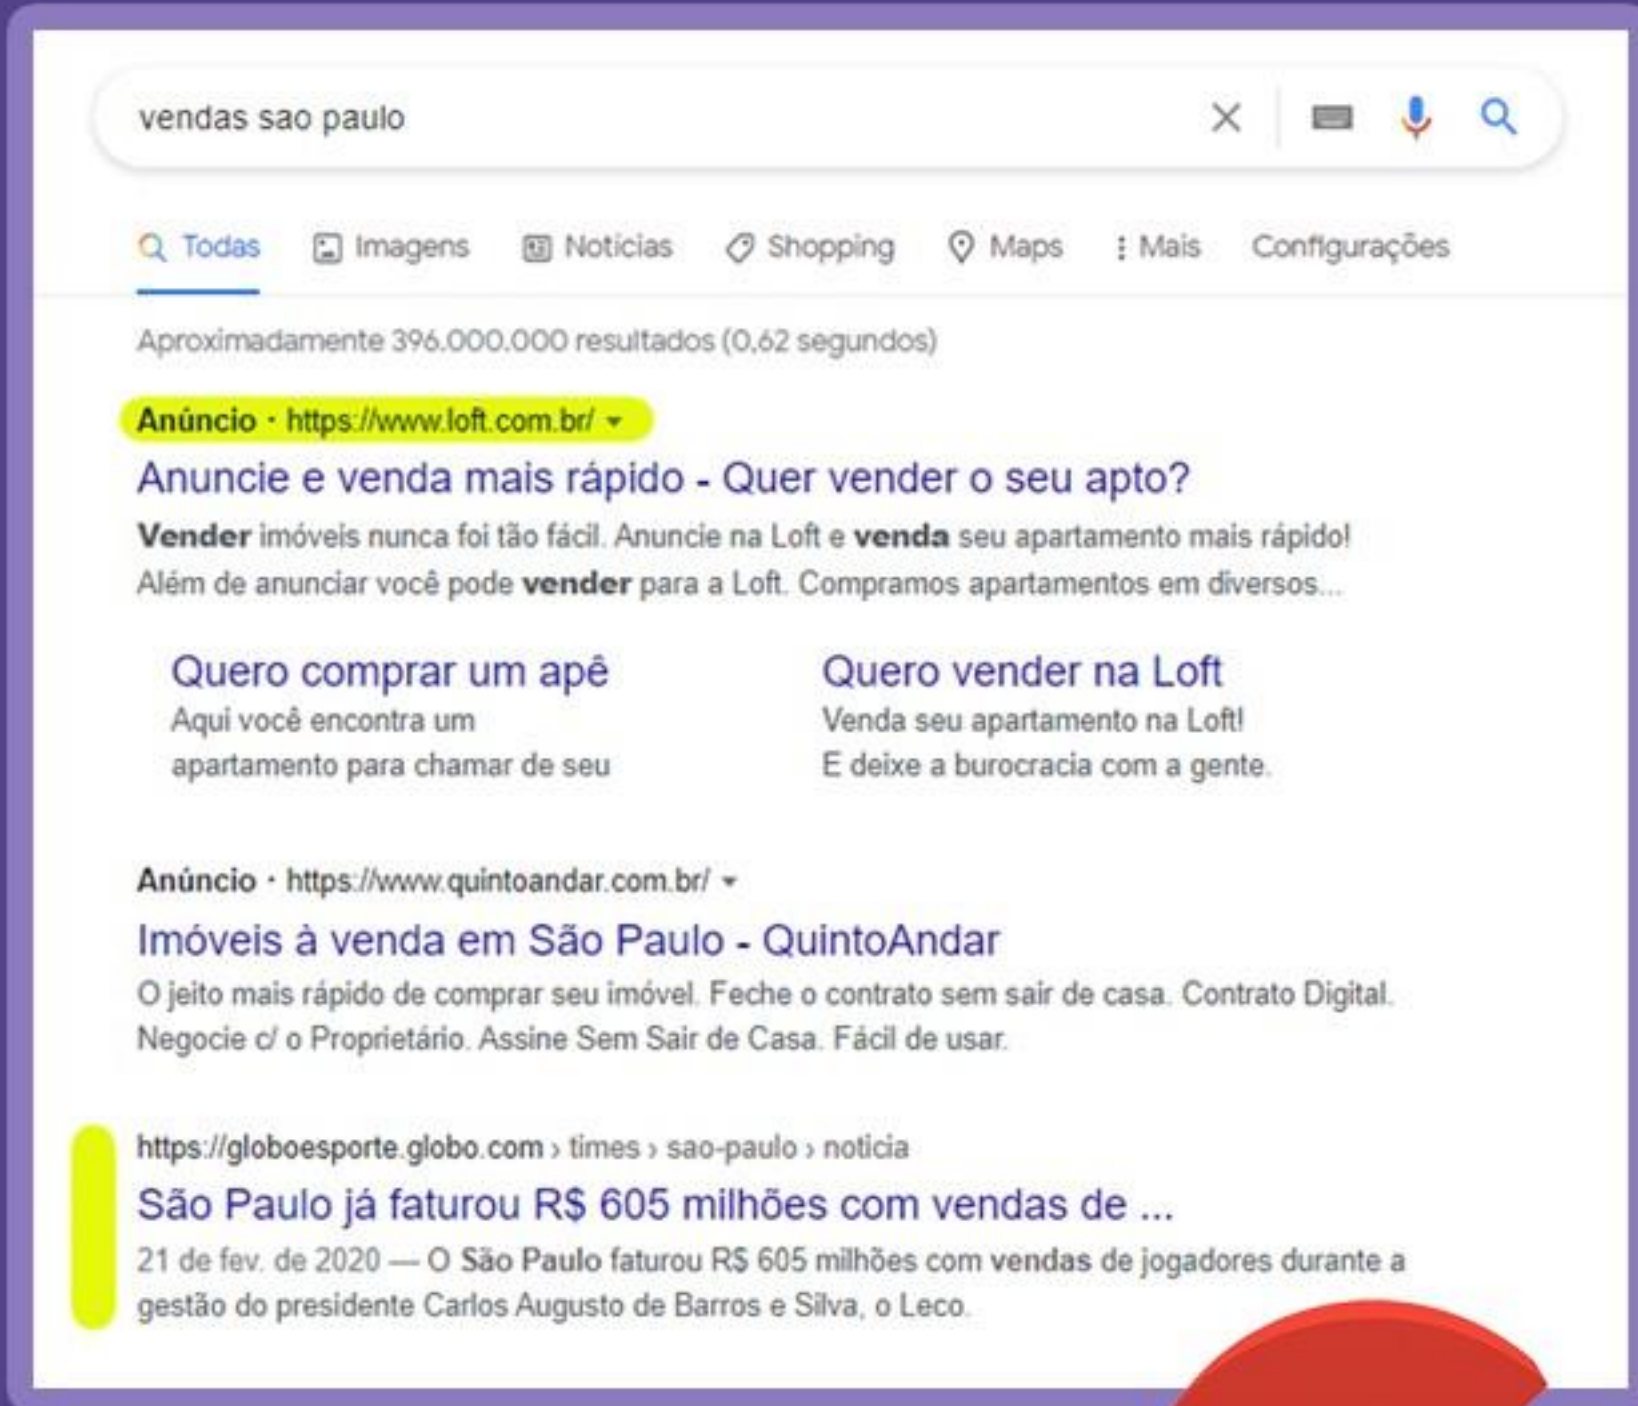 vendas sao paulo
Todas Imagens Notícias Shopping Maps Mais Configurações
Aproximadamente 396.000.000 resultados (0,62 segundos)
Anúncio · https://www.loft.com.br/
Anuncie e venda mais rápido - Quer vender o seu apto?
Vender imóveis nunca foi tão fácil. Anuncie na Loft e venda seu apartamento mais rápido!
Além de anunciar você pode vender para a Loft. Compramos apartamentos em diversos...
Quero comprar um apê
Aqui você encontra um
apartamento para chamar de seu
Quero vender na Loft
Venda seu apartamento na Loft!
E deixe a burocracia com a gente.
Anúncio · https://www.quintoandar.com.br/
Imóveis à venda em São Paulo - QuintoAndar
O jeito mais rápido de comprar seu imóvel. Feche o contrato sem sair de casa. Contrato Digital.
Negocie c/ o Proprietário. Assine Sem Sair de Casa. Fácil de usar.
https://globoesporte.globo.com › times › sao-paulo › noticia
São Paulo já faturou R$ 605 milhões com vendas de ...
21 de fev. de 2020 — O São Paulo faturou R$ 605 milhões com vendas de jogadores durante a
gestão do presidente Carlos Augusto de Barros e Silva, o Leco.